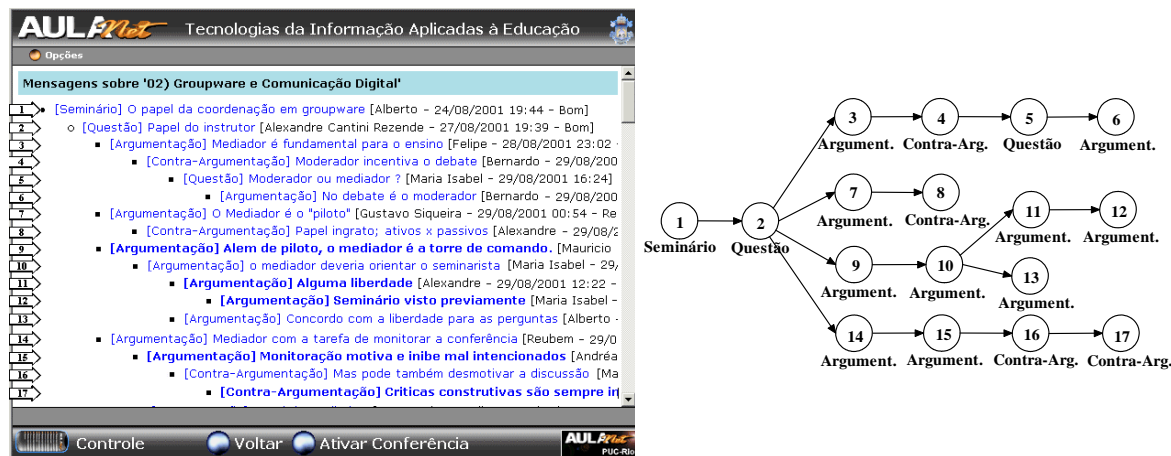 AULANet Tecnologias da Informação Aplicadas à Educação
Opções
Mensagens sobre '02) Groupware e Comunicação Digital'
1 [Seminário] O papel da coordenação em groupware [Alberto - 24/08/2001 19:44 - Bom]
2 [Questão] Papel do instrutor [Alexandre Cantini Rezende - 27/08/2001 19:39 - Bom]
3 [Argumentação] Mediador é fundamental para o ensino [Felipe - 28/08/2001 23:02 -
4 [Contra-Argumentação] Moderador incentiva o debate [Bernardo - 29/08/200
5 [Questão] Moderador ou mediador ? [Maria Isabel - 29/08/2001 16:24]
6 [Argumentação] No debate é o moderador [Bernardo - 29/08/200
7 [Argumentação] O Mediador é o "piloto" [Gustavo Siqueira - 29/08/2001 00:54 - Re
8 [Contra-Argumentação] Papel ingrato; ativos x passivos [Alexandre - 29/08/2
9 [Argumentação] Alem de piloto, o mediador é a torre de comando. [Mauricio
10 [Argumentação] o mediador deveria orientar o seminarista [Maria Isabel - 29,
11 [Argumentação] Alguma liberdade [Alexandre - 29/08/2001 12:22 -
12 [Argumentação] Seminário visto previamente [Maria Isabel -
13 [Argumentação] Concordo com a liberdade para as perguntas [Alberto -
14 [Argumentação] Mediador com a tarefa de monitorar a conferência [Reubem - 29/0
15 [Argumentação] Monitoração motiva e inibe mal intencionados [Andréa
16 [Contra-Argumentação] Mas pode também desmotivar a discussão [Ma
17 [Contra-Argumentação] Criticas construtivas são sempre in
Controle Voltar Ativar Conferência AULANet
PUC-Rio
3 4 5 6
Argument. Contra-Arg. Questão Argument.
7 8
Argument. Contra-Arg.
1 2
Seminário Questão
11 12
Argument. Argument.
9 10 13
Argument. Argument. Argument.
14 15 16 17
Argument. Argument. Contra-Arg. Contra-Arg.